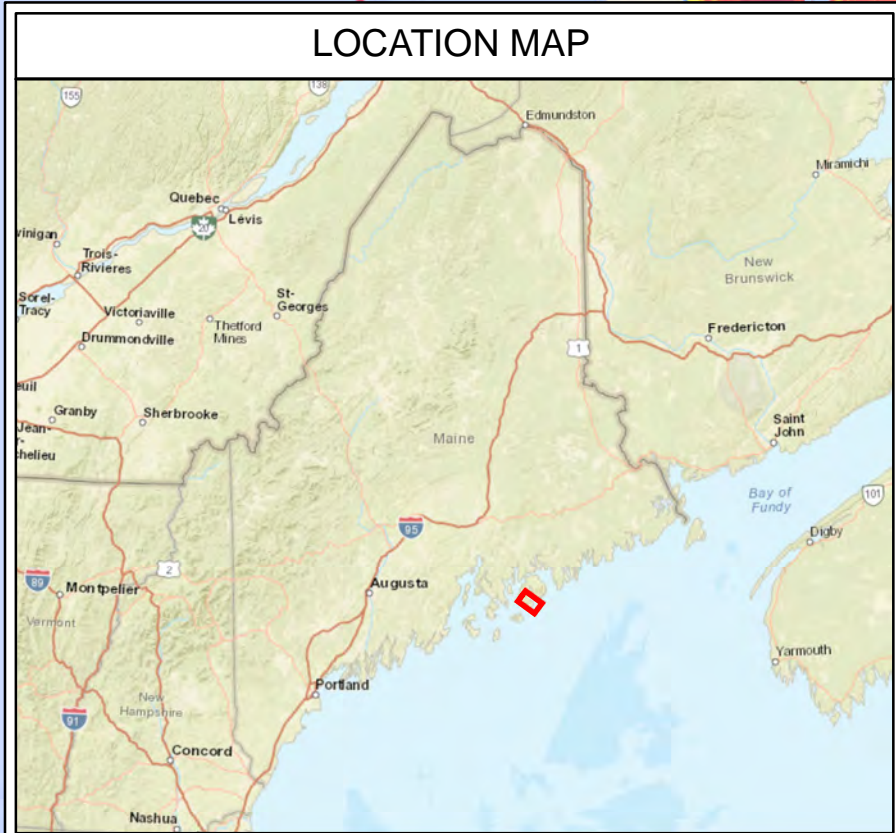 LOCATION MAP
155
138
Edmundston
Miramichi
Quebec
Lévis
20
vinigan
Trois-
Rivieres
New
Brunswick
Sorel-
Tracy
Victoriaville
St-
Georges
Thetford
Mines
Fredericton
Drummondville
1
euil
Granby
Sherbrooke
Saint
John
Jean-
r-
chelieu
Maine
Bay of
Fundy
101
95
Digby
2
89
Montpelier
Augusta
Vermont
Yarmouth
Portland
New
Hampshire
91
Concord
Nashua